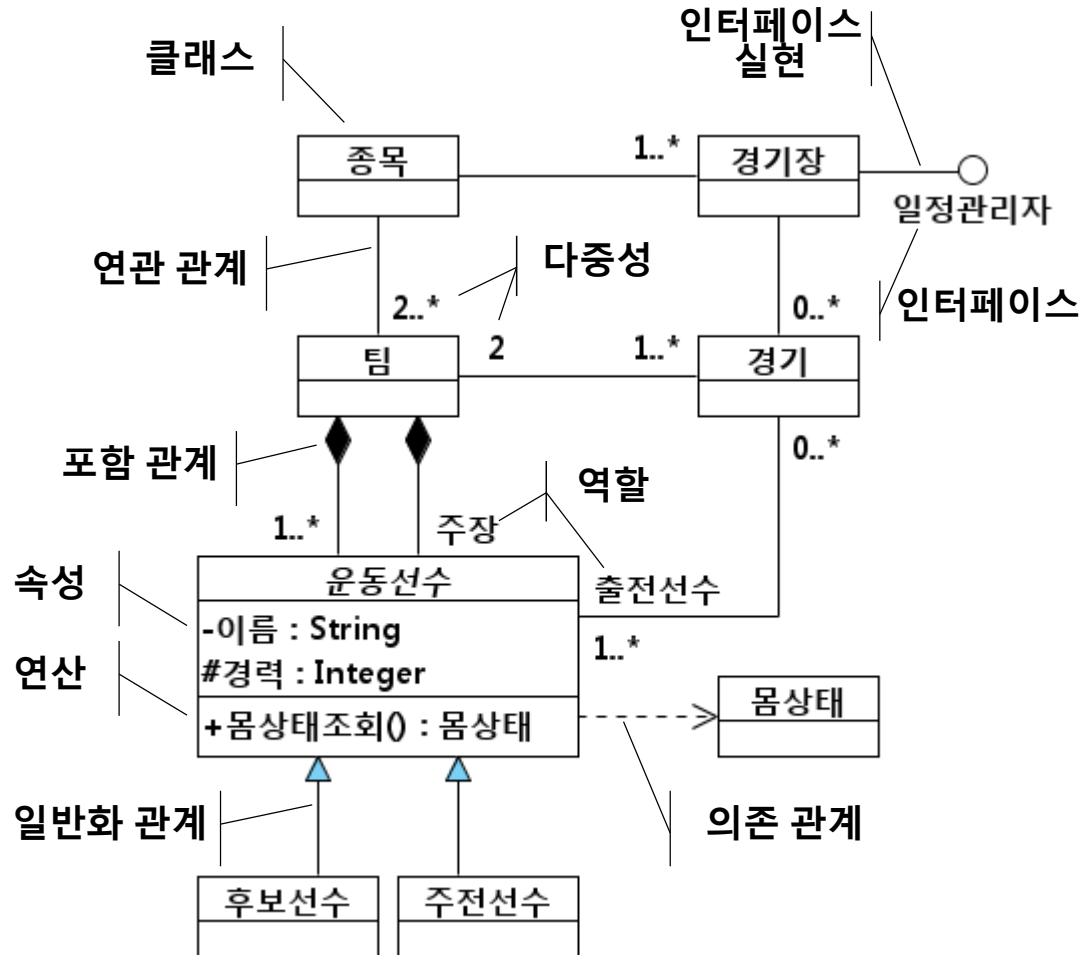 인터페이스
실현
클래스
종목
1..*
경기장
일정관리자
연관 관계
다중성
2..*
0..*
인터페이스
팀
2
1..*
경기
포함 관계
0..*
역할
1..*
주장
속성
운동선수
출전선수
-이름 : String
1..*
연산
#경력 : Integer
몸상태
+몸상태조회() : 몸상태
일반화 관계
의존 관계
후보선수
주전선수